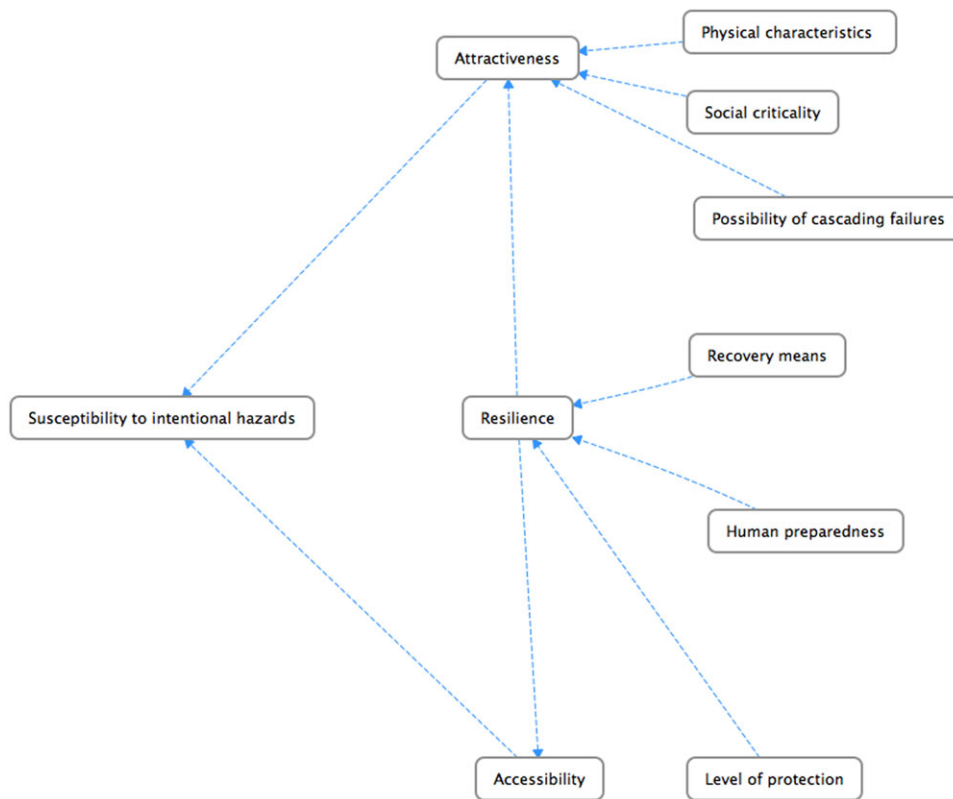 Physical characteristics
Attractiveness
Social criticality
Possibility of cascading failures
Recovery means
Susceptibility to intentional hazards
Resilience
Human preparedness
Accessibility
Level of protection